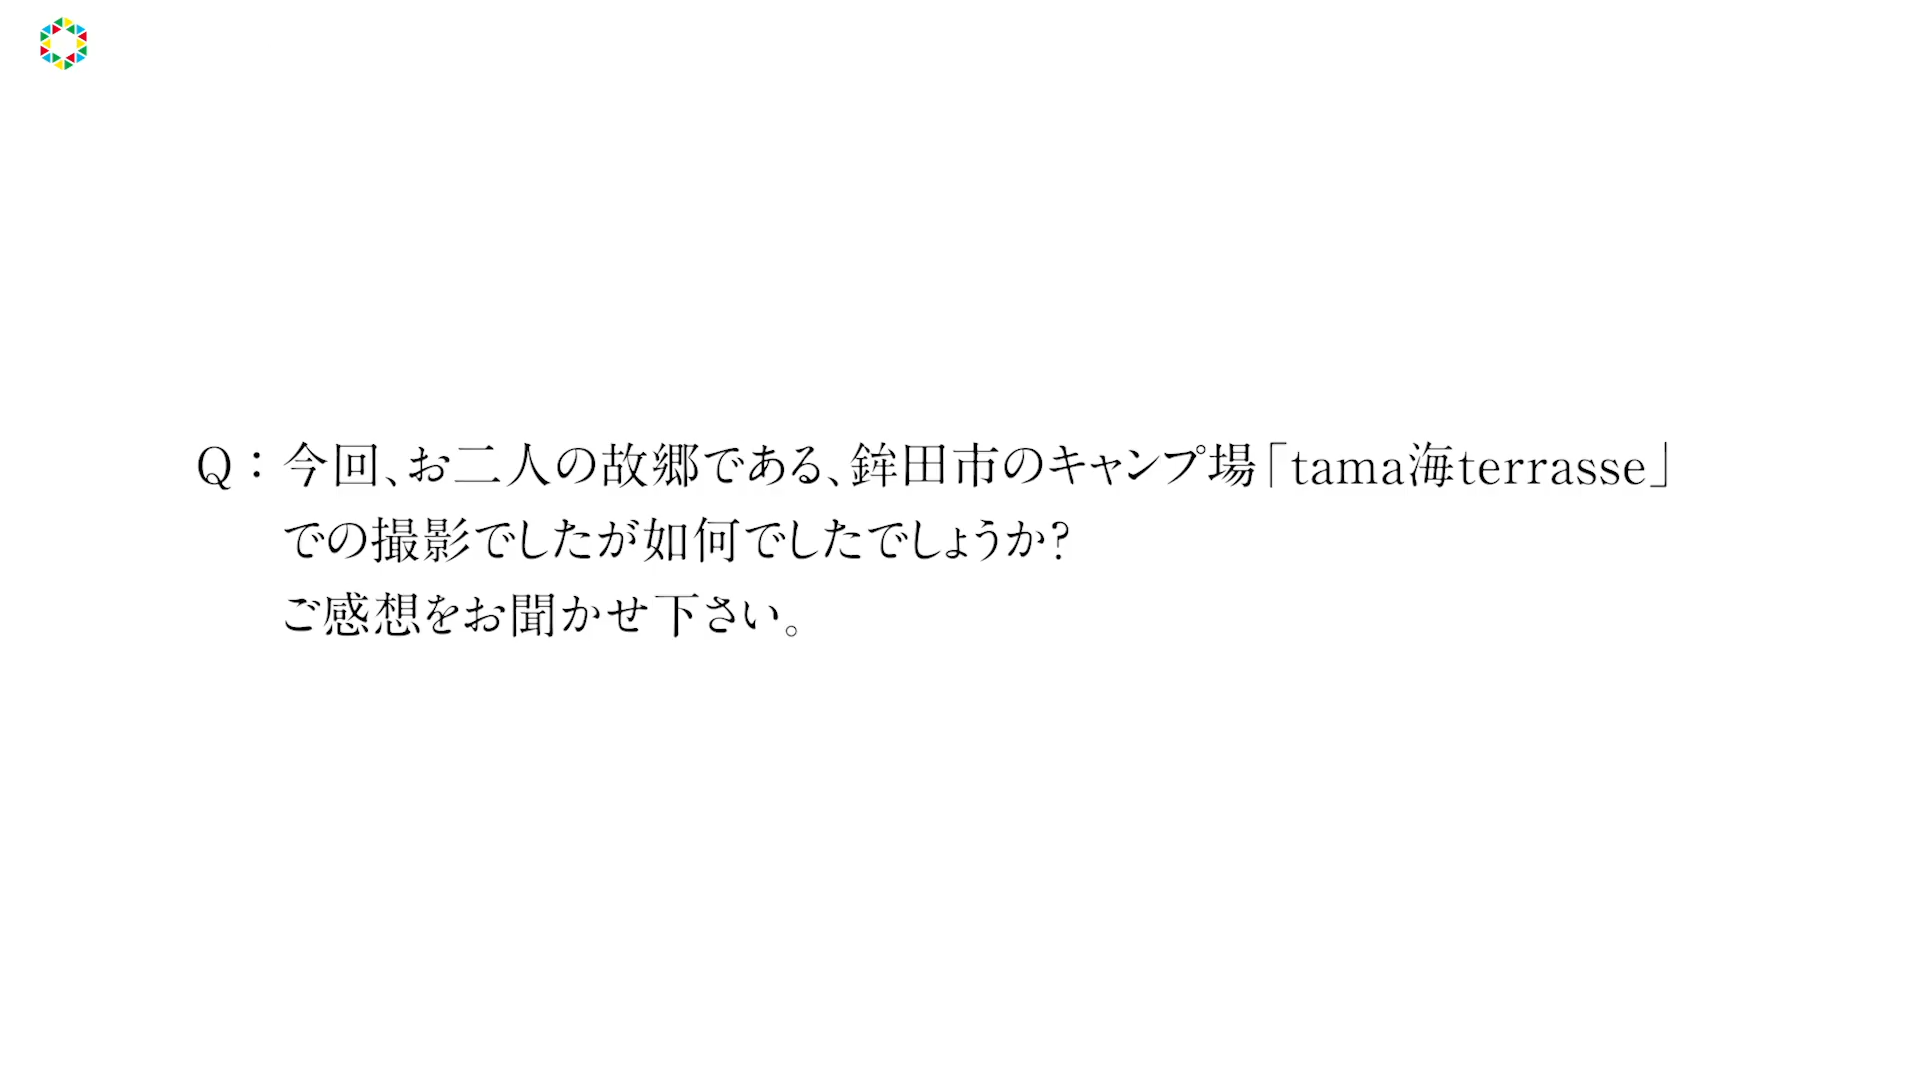 Q：今回、お二人の故郷である、鉾田市のキャンプ場「tama海terrasse」
での撮影でしたが如何でしたでしょうか?
ご感想をお聞かせ下さい。